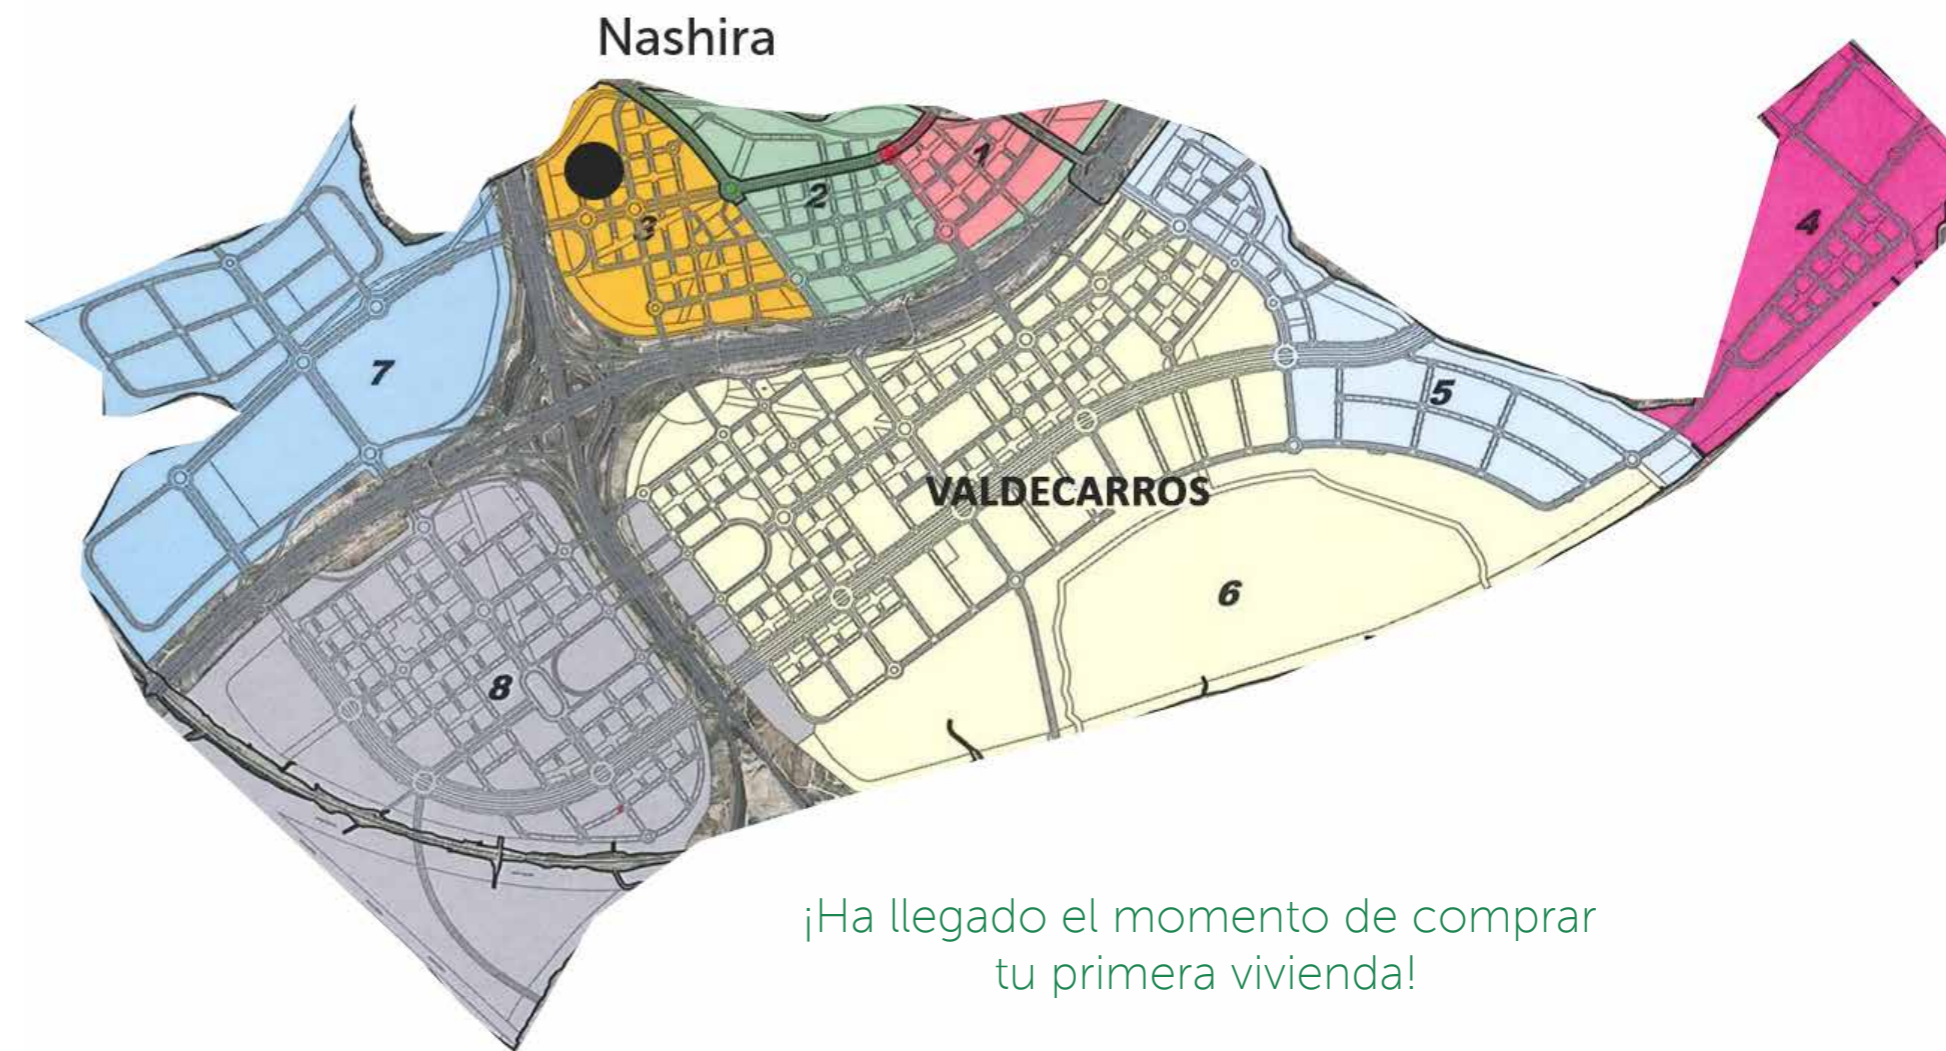 Nashira
1
2
3
4
5
6
7
8
VALDECARROS
¡Ha llegado el momento de comprar
tu primera vivienda!